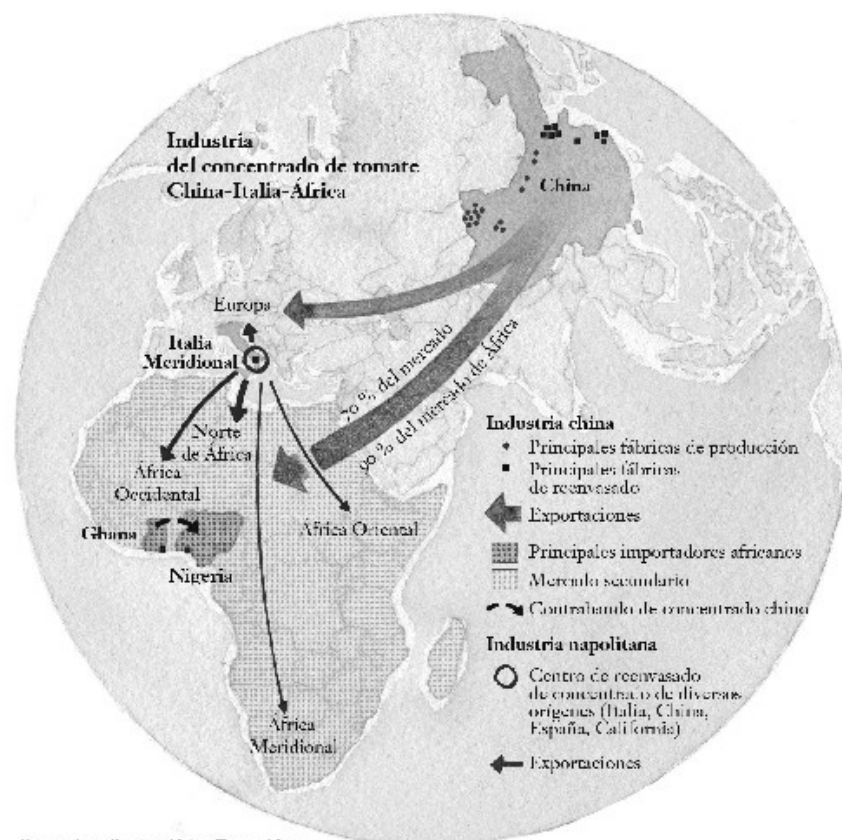 Industria
del concentrado de tomate
China-Italia-África
China
Europa
Italia
Meridional
70 % del mercado
90 % del mercado de África
Norte
de África
África
Occidental
Ghana
Nigeria
África Oriental
África
Meridional
Industria china
Principales fábricas de producción
Principales fábricas
de reenvasado
Exportaciones
Principales importadores africanos
Mercado secundario
Contrabando de concentrado chino
Industria napolitana
Centro de reenvasado
de concentrado de diversos
orígenes (Italia, China,
España, California)
Exportaciones